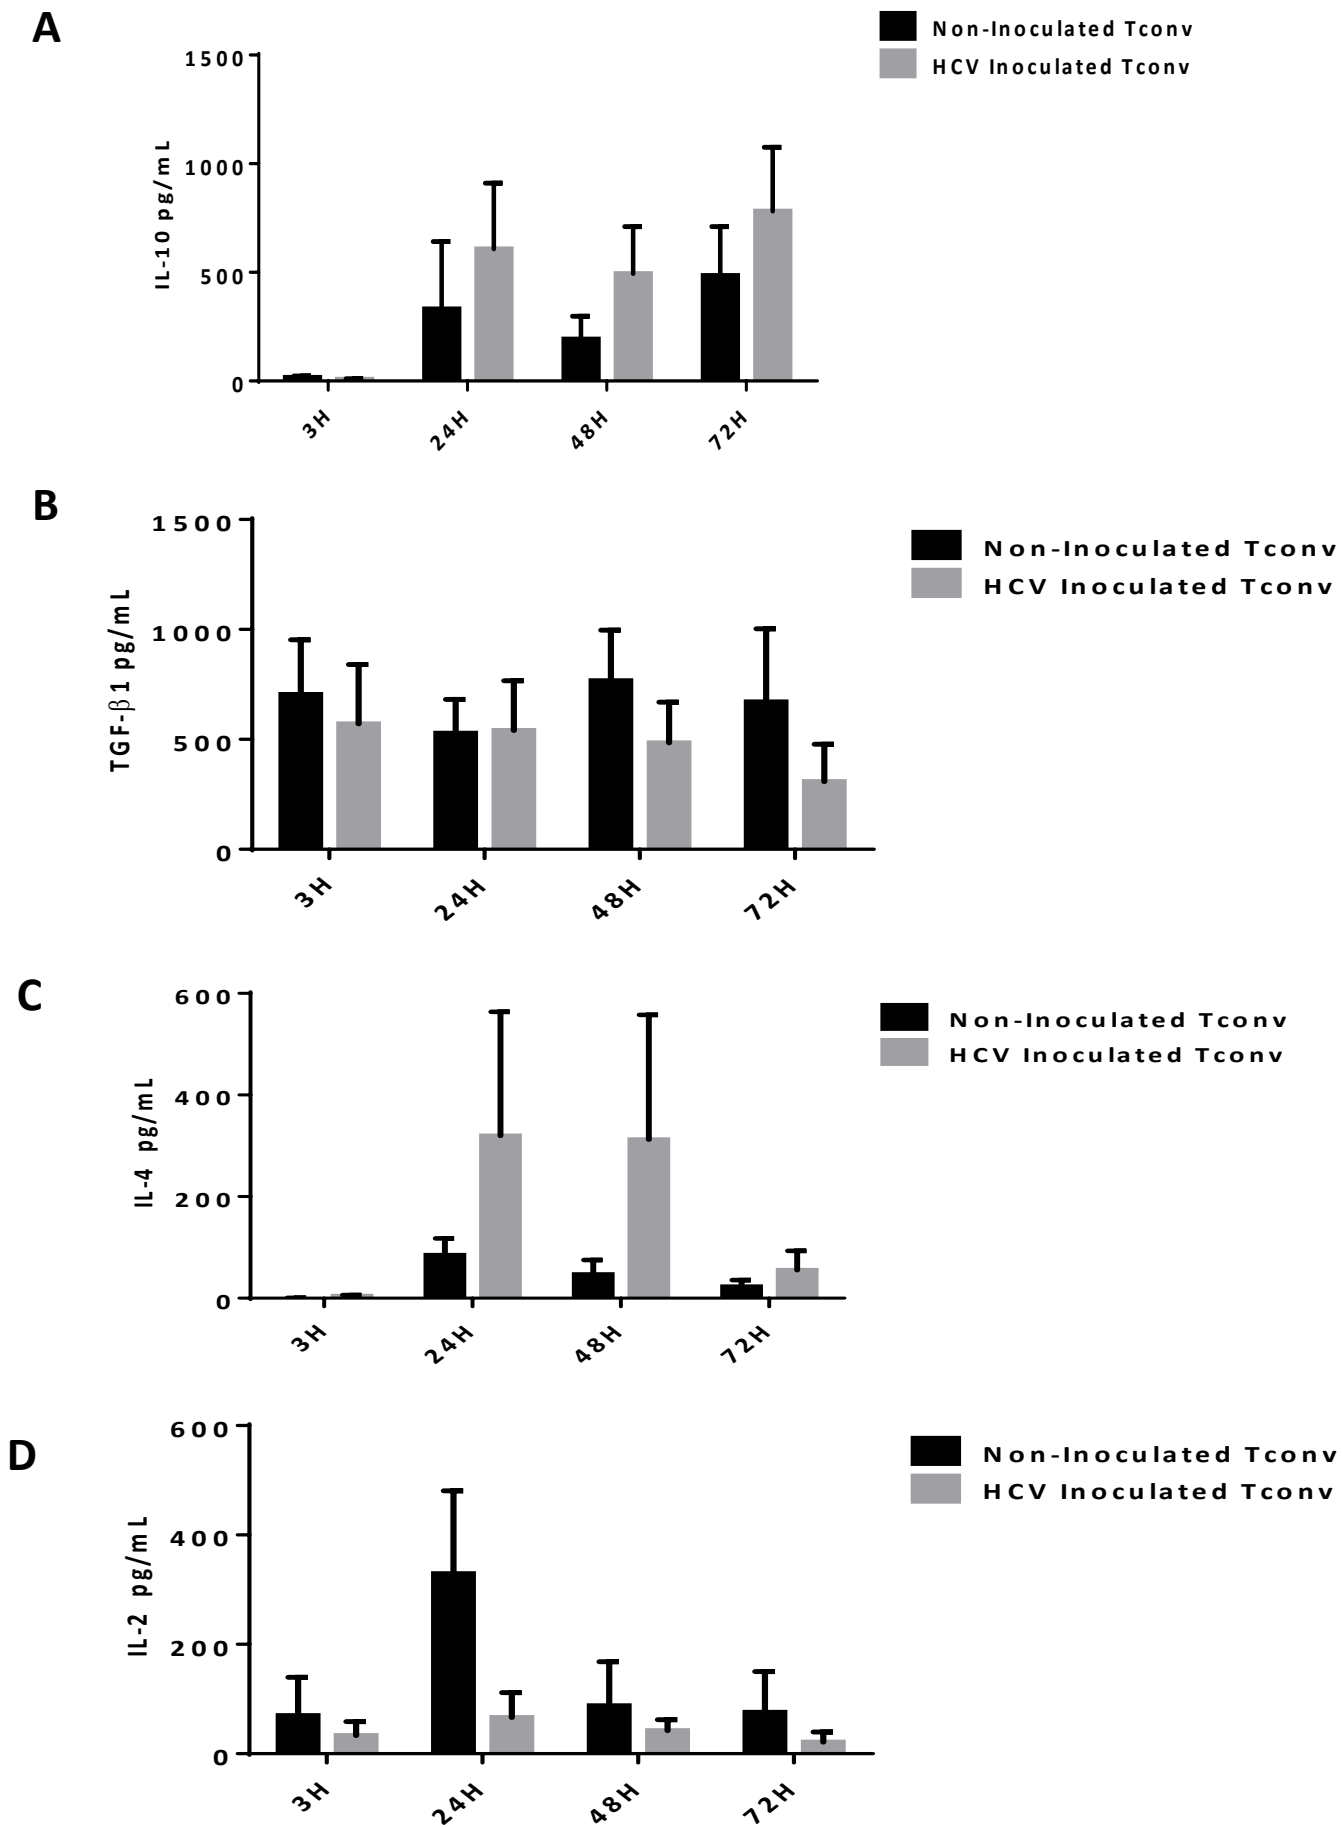 A
Non-Inoculated Tconv
HCV Inoculated Tconv
IL-10 pg/mL
1500
1000
500
0
3H
24H
48H
72H
B
Non-Inoculated Tconv
HCV Inoculated Tconv
TGF-β1 pg/mL
1500
1000
500
0
3H
24H
48H
72H
C
Non-Inoculated Tconv
HCV Inoculated Tconv
IL-4 pg/mL
600
400
200
0
3H
24H
48H
72H
D
Non-Inoculated Tconv
HCV Inoculated Tconv
IL-2 pg/mL
600
400
200
0
3H
24H
48H
72H